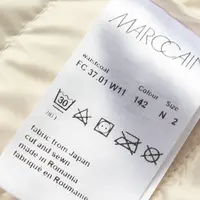 MARCCAIN
wandcoat Colour Size
FC 37.01 W11 142 N 2
30
fabric from Japan
cut and sewn
made in Romania
fabriqué en Roumanie